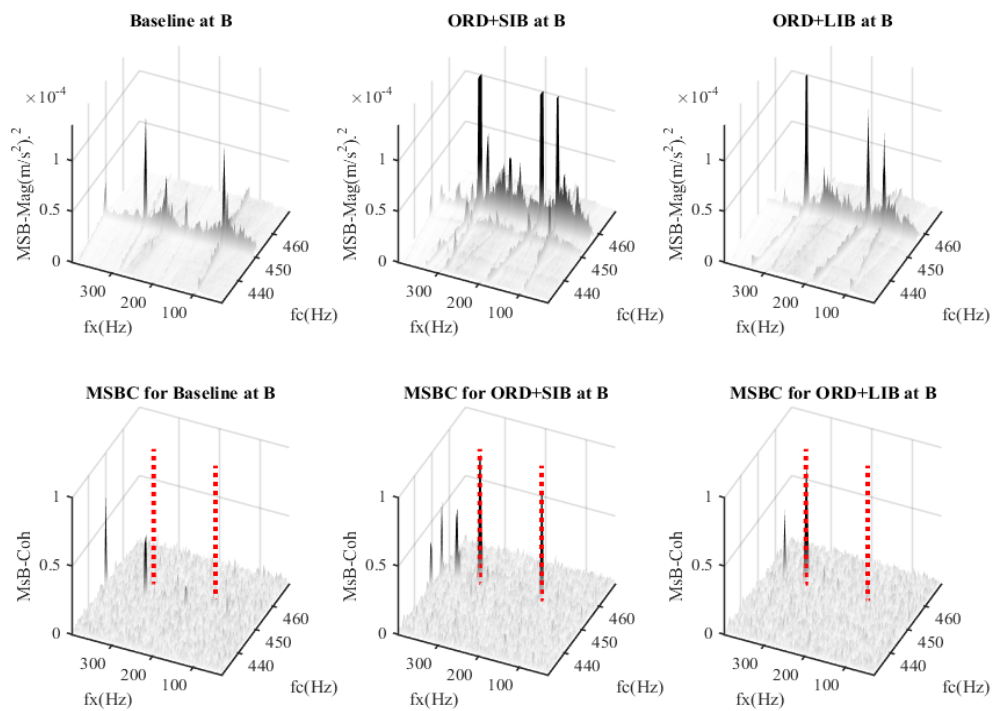 Baseline at B
ORD+SIB at B
ORD+LIB at B
×10-4
×10-4
×10-4
MSB-Mag(m/s²).2
MSB-Mag(m/s²).2
MSB-Mag(m/s²).2
1
0.5
0
1
0.5
0
1
0.5
0
300
200
100
fx(Hz)
440
450
460
fc(Hz)
300
200
100
fx(Hz)
440
450
460
fc(Hz)
300
200
100
fx(Hz)
440
450
460
fc(Hz)
MSBC for Baseline at B
MSBC for ORD+SIB at B
MSBC for ORD+LIB at B
MsB-Coh
MsB-Coh
MsB-Coh
1
0.5
0
1
0.5
0
1
0.5
0
300
200
100
fx(Hz)
440
450
460
fc(Hz)
300
200
100
fx(Hz)
440
450
460
fc(Hz)
300
200
100
fx(Hz)
440
450
460
fc(Hz)